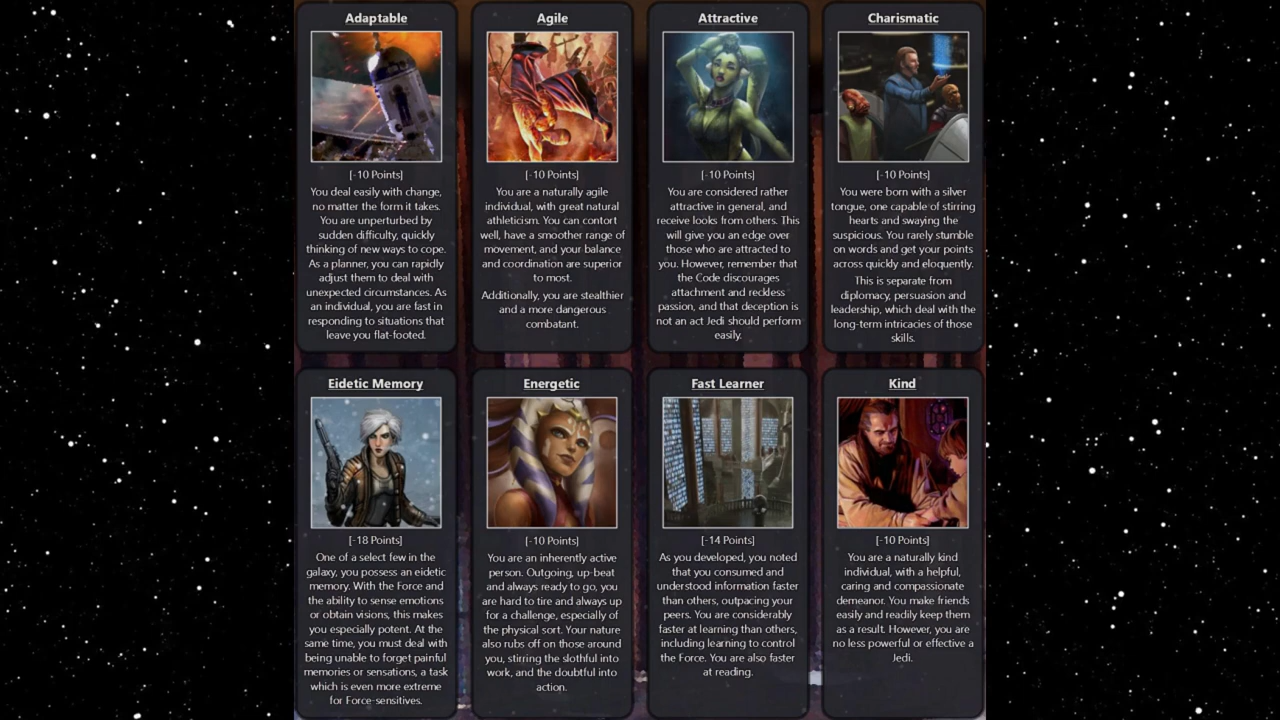 Adaptable
[-10 Points]
You deal easily with change,
no matter the form it takes.
You are unperturbed by
sudden difficulty, quickly
thinking of new ways to cope.
As a planner, you can rapidly
adjust them to deal with
unexpected circumstances. As
an individual, you are fast in
responding to situations that
leave you flat-footed.
Agile
[-10 Points]
You are a naturally agile
individual, with great natural
athleticism. You can contort
well, have a smoother range of
movement, and your balance
and coordination are superior
to most.
Additionally, you are stealthier
and a more dangerous
combatant.
Attractive
[-10 Points]
You are considered rather
attractive in general, and
receive looks from others. This
will give you an edge over
those who are attracted to
you. However, remember that
the Code discourages
attachment and reckless
passion, and that deception is
not an act Jedi should perform
easily.
Charismatic
[-10 Points]
You were born with a silver
tongue, one capable of stirring
hearts and swaying the
suspicious. You rarely stumble
on words and get your points
across quickly and eloquently.
This is separate from
diplomacy, persuasion and
leadership, which deal with the
long-term intricacies of those
skills.
Eidetic Memory
[-18 Points]
One of a select few in the
galaxy, you possess an eidetic
memory. With the Force and
the ability to sense emotions
or obtain visions, this makes
you especially potent. At the
same time, you must deal with
being unable to forget painful
memories or sensations, a task
which is even more extreme
for Force-sensitives.
Energetic
[-10 Points]
You are an inherently active
person. Outgoing, up-beat
and always ready to go, you
are hard to tire and always up
for a challenge, especially of
the physical sort. Your nature
also rubs off on those around
you, stirring the slothful into
work, and the doubtful into
action.
Fast Learner
[-14 Points]
As you developed, you noted
that you consumed and
understood information faster
than others, outpacing your
peers. You are considerably
faster at learning than others,
including learning to control
the Force. You are also faster
at reading.
Kind
[-10 Points]
You are a naturally kind
individual, with a helpful,
caring and compassionate
demeanor. You make friends
easily and readily keep them
as a result. However, you are
no less powerful or effective a
Jedi.